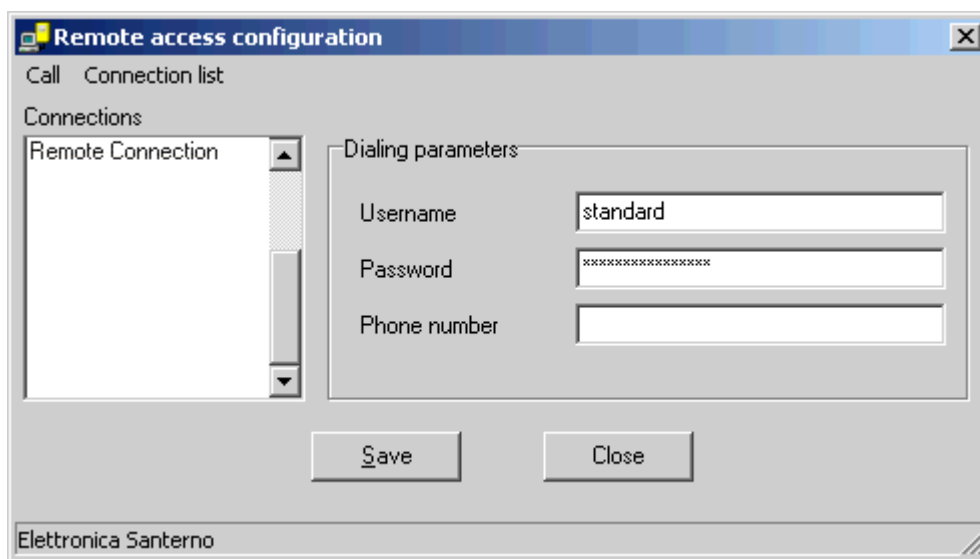 Remote access configuration
Call Connection list
Connections
Remote Connection
Dialing parameters
Username
standard
Password
****************
Phone number
Save
Close
Elettronica Santerno